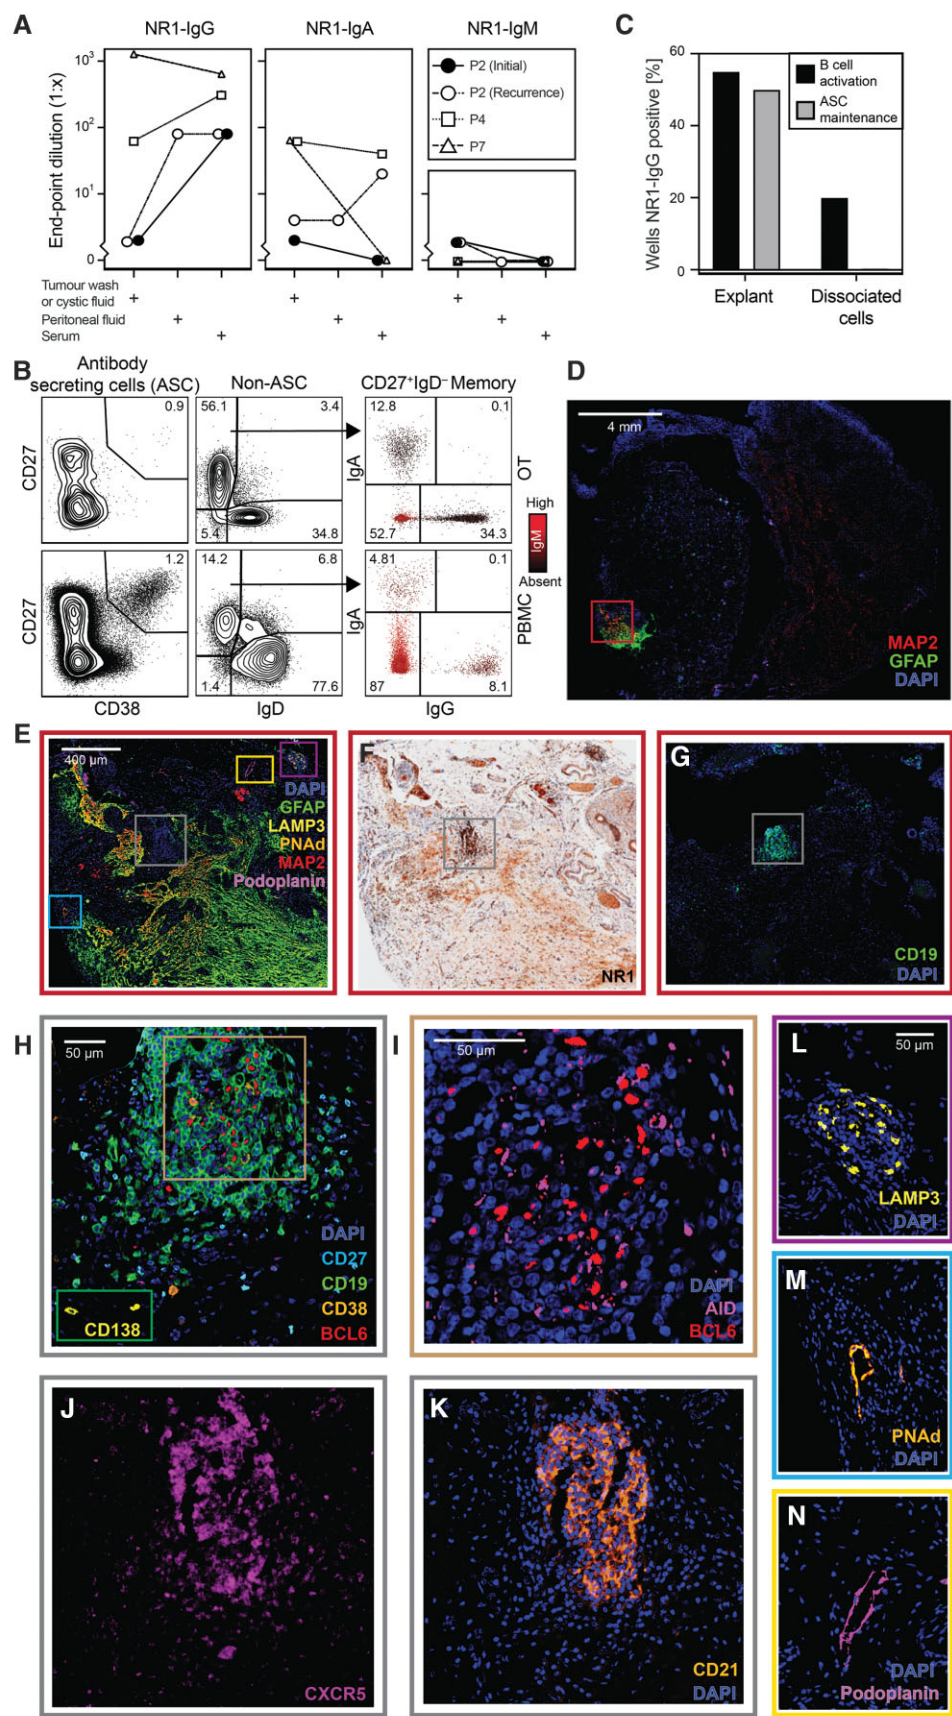 A
NR1-IgG
NR1-IgA
NR1-IgM
End-point dilution (1:x)
10³
10²
10¹
0
P2 (Initial)
P2 (Recurrence)
P4
P7
Tumour wash
or cystic fluid
+
+
+
Peritoneal fluid
+
+
+
Serum
+
+
+
C
Wells NR1-IgG positive [%]
60
40
20
0
B cell
activation
ASC
maintenance
Explant
Dissociated
cells
B
Antibody
secreting cells (ASC)
Non-ASC
CD27⁺IgD⁻ Memory
CD27
0.9
56.1
3.4
5.4
34.8
IgA
12.8
0.1
52.7
34.3
OT
High
IgM
Absent
CD27
1.2
14.2
6.8
1.4
77.6
IgA
4.81
0.1
87
8.1
PBMC
CD38
IgD
IgG
D
4 mm
MAP2
GFAP
DAPI
E
400 µm
DAPI
GFAP
LAMP3
PNAd
MAP2
Podoplanin
F
NR1
G
CD19
DAPI
H
50 µm
DAPI
CD27
CD19
CD38
BCL6
CD138
I
50 µm
DAPI
AID
BCL6
L
50 µm
LAMP3
DAPI
M
PNAd
DAPI
J
CXCR5
K
CD21
DAPI
N
DAPI
Podoplanin